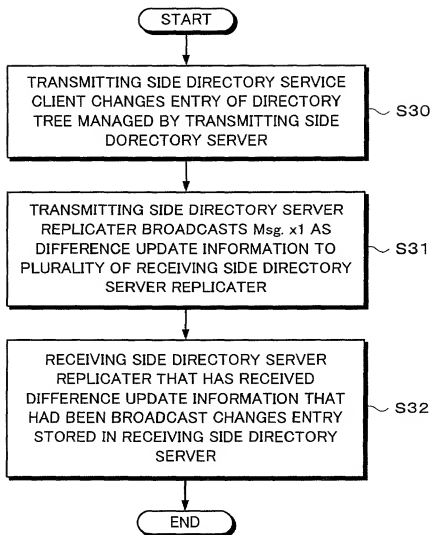 START
TRANSMITTING SIDE DIRECTORY SERVICE
CLIENT CHANGES ENTRY OF DIRECTORY
TREE MANAGED BY TRANSMITTING SIDE
DORECTORY SERVER
S30
TRANSMITTING SIDE DIRECTORY SERVER
REPLICATER BROADCASTS Msg. x1 AS
DIFFERENCE UPDATE INFORMATION TO
PLURALITY OF RECEIVING SIDE DIRECTORY
SERVER REPLICATER
S31
RECEIVING SIDE DIRECTORY SERVER
REPLICATER THAT HAS RECEIVED
DIFFERENCE UPDATE INFORMATION THAT
HAD BEEN BROADCAST CHANGES ENTRY
STORED IN RECEIVING SIDE DIRECTORY
SERVER
S32
END